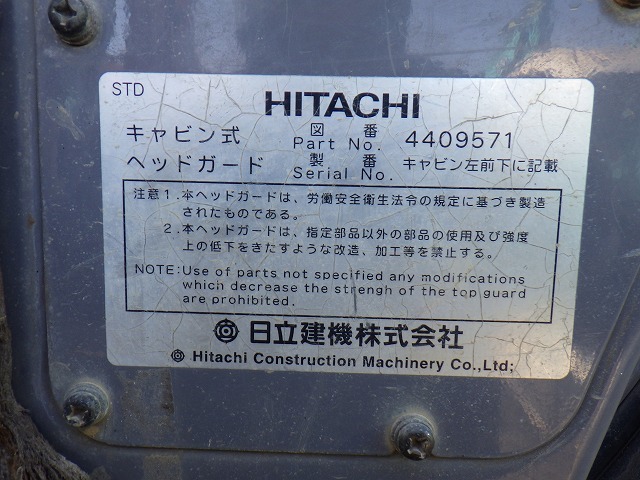 STD
HITACHI
キャビン式 図番 Part No. 4409571
ヘッドガード 製番 Serial No. キャビン左前下に記載
注意1.本ヘッドガードは、労働安全衛生法令の規定に基づき製造
されたものである。
2.本ヘッドガードは、指定部品以外の部品の使用及び強度
上の低下をきたすような改造、加工等を禁止する。
NOTE:Use of parts not specified any modifications
which decrease the strengh of the top guard
are prohibited.
日立建機株式会社
Hitachi Construction Machinery Co.,Ltd;